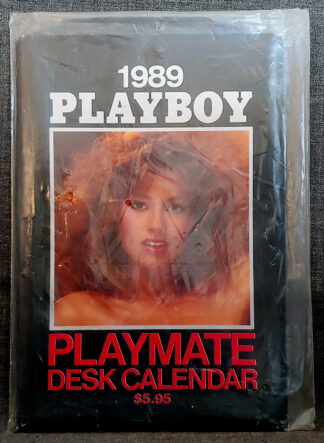 1989
PLAYBOY
PLAYMATE
DESK CALENDAR
$5.95